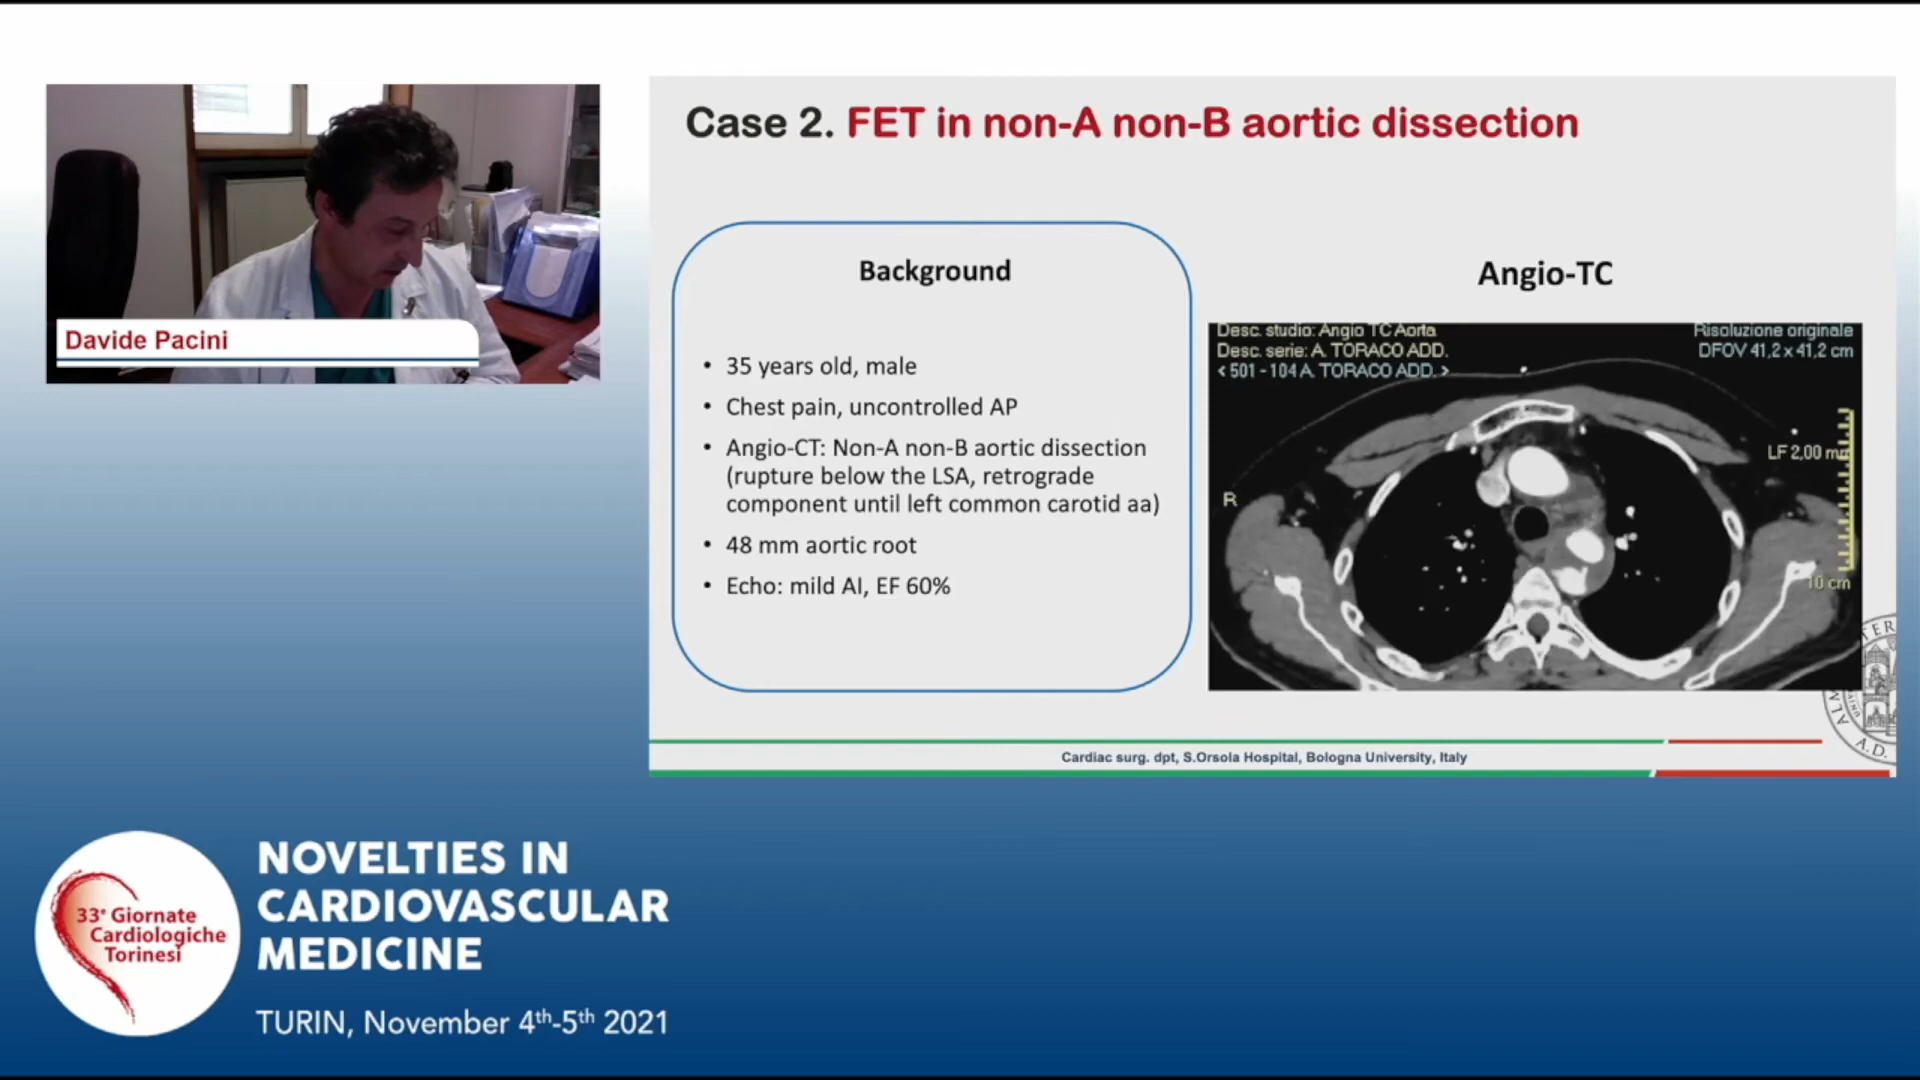 Davide Pacini
Case 2. FET in non-A non-B aortic dissection
Background
• 35 years old, male
• Chest pain, uncontrolled AP
• Angio-CT: Non-A non-B aortic dissection
(rupture below the LSA, retrograde
component until left common carotid aa)
• 48 mm aortic root
• Echo: mild AI, EF 60%
Angio-TC
Desc. studio: Angio TC Aorta
Desc. serie: A. TORACO ADD.
< 501 - 104 A. TORACO ADD. >
Risoluzione originale
DFOV 41,2 x 41,2 cm
LF 2,00 mm
R
10 cm
A.D.
Cardiac surg. dpt, S.Orsola Hospital, Bologna University, Italy
33e Giornate
Cardiologiche
Torinesi
NOVELTIES IN
CARDIOVASCULAR
MEDICINE
TURIN, November 4th-5th 2021